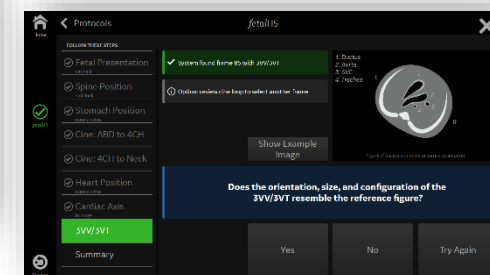 Protocols
fetalHS
FOLLOW THESE STEPS
Fetal Presentation
Spine Position
Stomach Position
Cine: ABD to 4CH
Cine: 4CH to Neck
Heart Position
Cardiac Axis
3VV/3VT
Summary
fetalHS
System found frame 85 with 3VV/3VT
Option: review cine loop to select another frame
Show Example
Image
1. Ductus
2. Aorta
3. SVC
4. Trachea
L
R
Does the orientation, size, and configuration of the
3VV/3VT resemble the reference figure?
Yes
No
Try Again